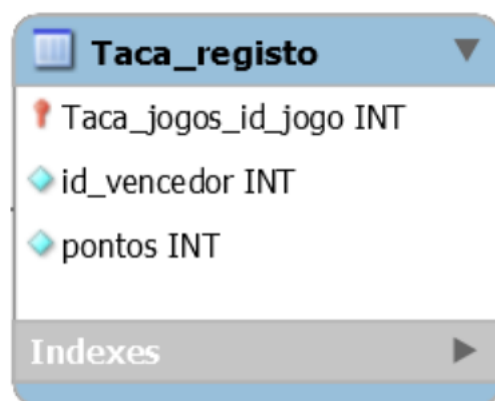 Taca_registo
Taca_jogos_id_jogo INT
id_vencedor INT
pontos INT
Indexes